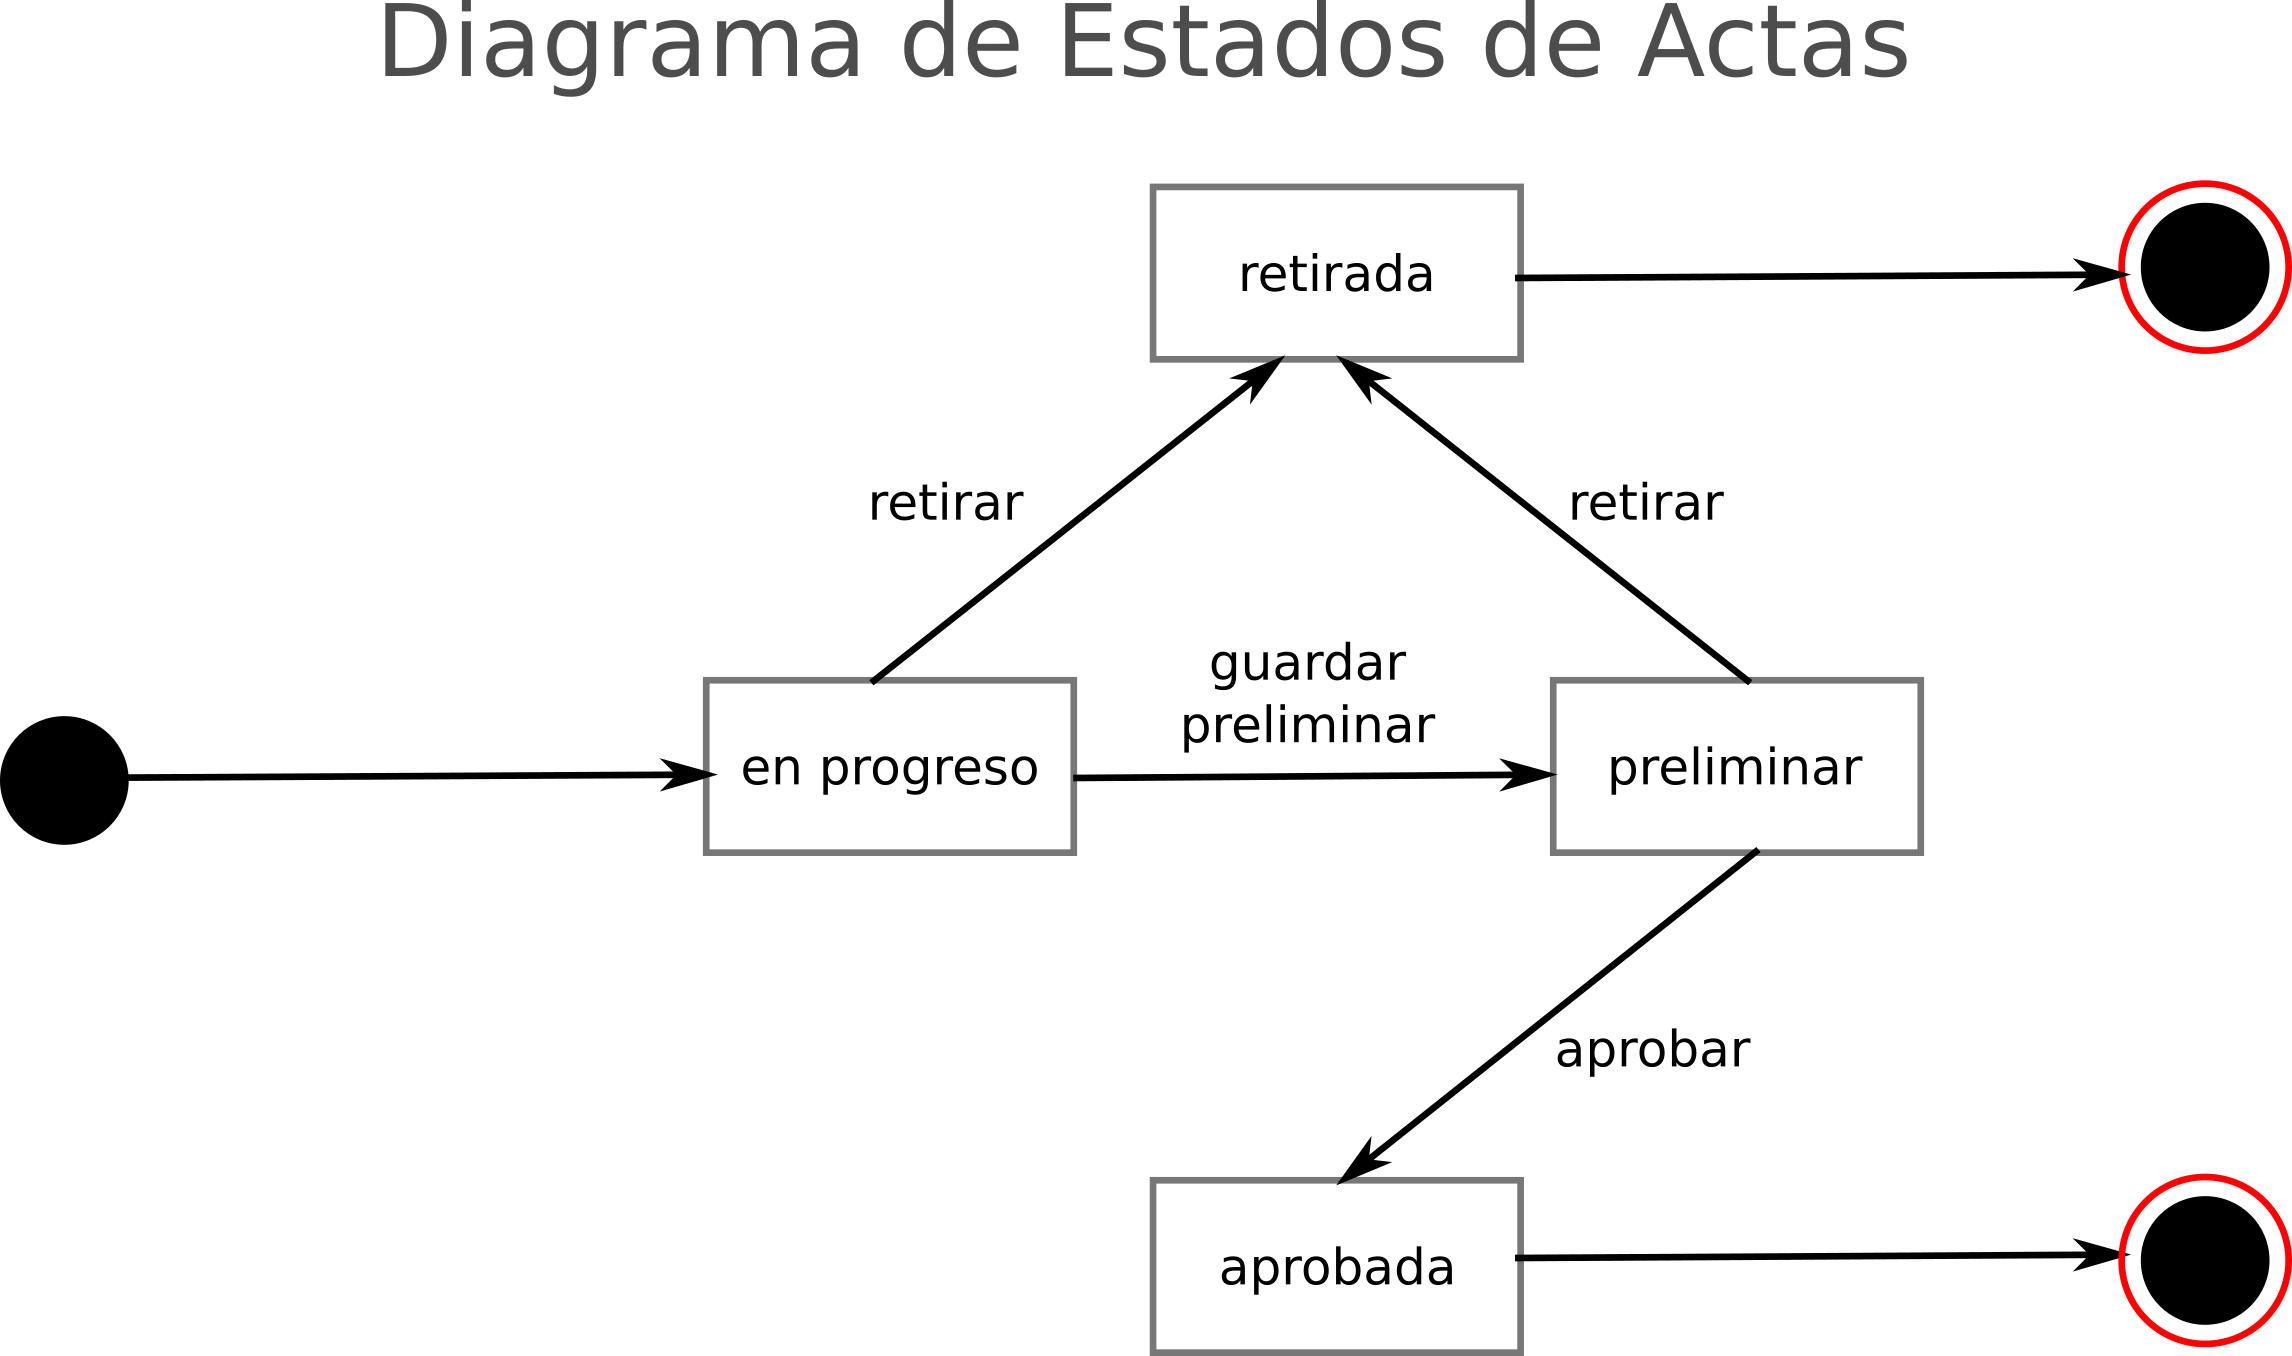 Diagrama de Estados de Actas
retirada
retirar
retirar
guardar
preliminar
en progreso
preliminar
aprobar
aprobada